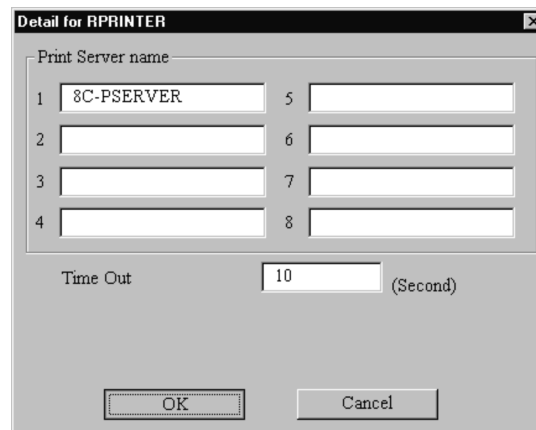 Detail for RPRINTER
Print Server name
1 8C-PSERVER 5
2 6
3 7
4 8
Time Out 10 (Second)
OK Cancel